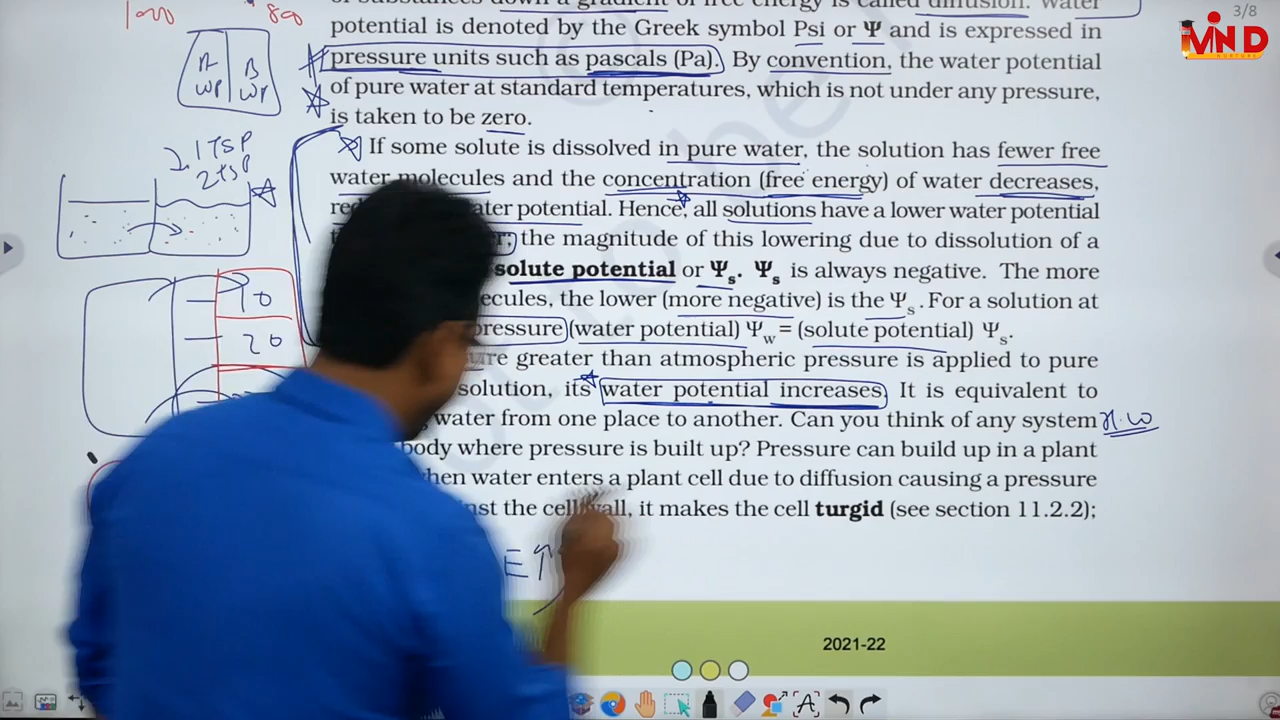 1000 800
3/8
MIND
of substances down a gradient of free energy is called diffusion. Water
potential is denoted by the Greek symbol Psi or Ψ and is expressed in
pressure units such as pascals (Pa). By convention, the water potential
of pure water at standard temperatures, which is not under any pressure,
is taken to be zero.
A B
WP WP
1 TSP
2 TSP
If some solute is dissolved in pure water, the solution has fewer free
water molecules and the concentration (free energy) of water decreases,
ater potential. Hence, all solutions have a lower water potential
the magnitude of this lowering due to dissolution of a
solute potential or Ψs. Ψs is always negative. The more
ecules, the lower (more negative) is the Ψs. For a solution at
pressure (water potential) Ψw = (solute potential) Ψs.
10
20
ure greater than atmospheric pressure is applied to pure
solution, its water potential increases. It is equivalent to
water from one place to another. Can you think of any system
body where pressure is built up? Pressure can build up in a plant
hen water enters a plant cell due to diffusion causing a pressure
nst the cell wall, it makes the cell turgid (see section 11.2.2);
E↑
2021-22